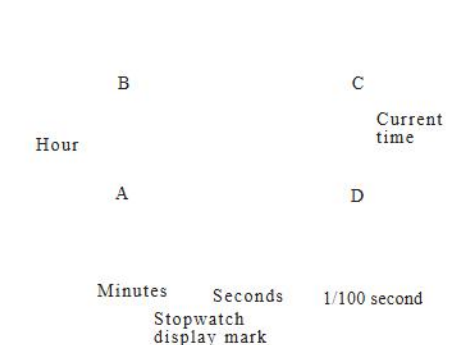 B
C
Current
time
Hour
A
D
Minutes
Seconds
1/100 second
Stopwatch
display mark